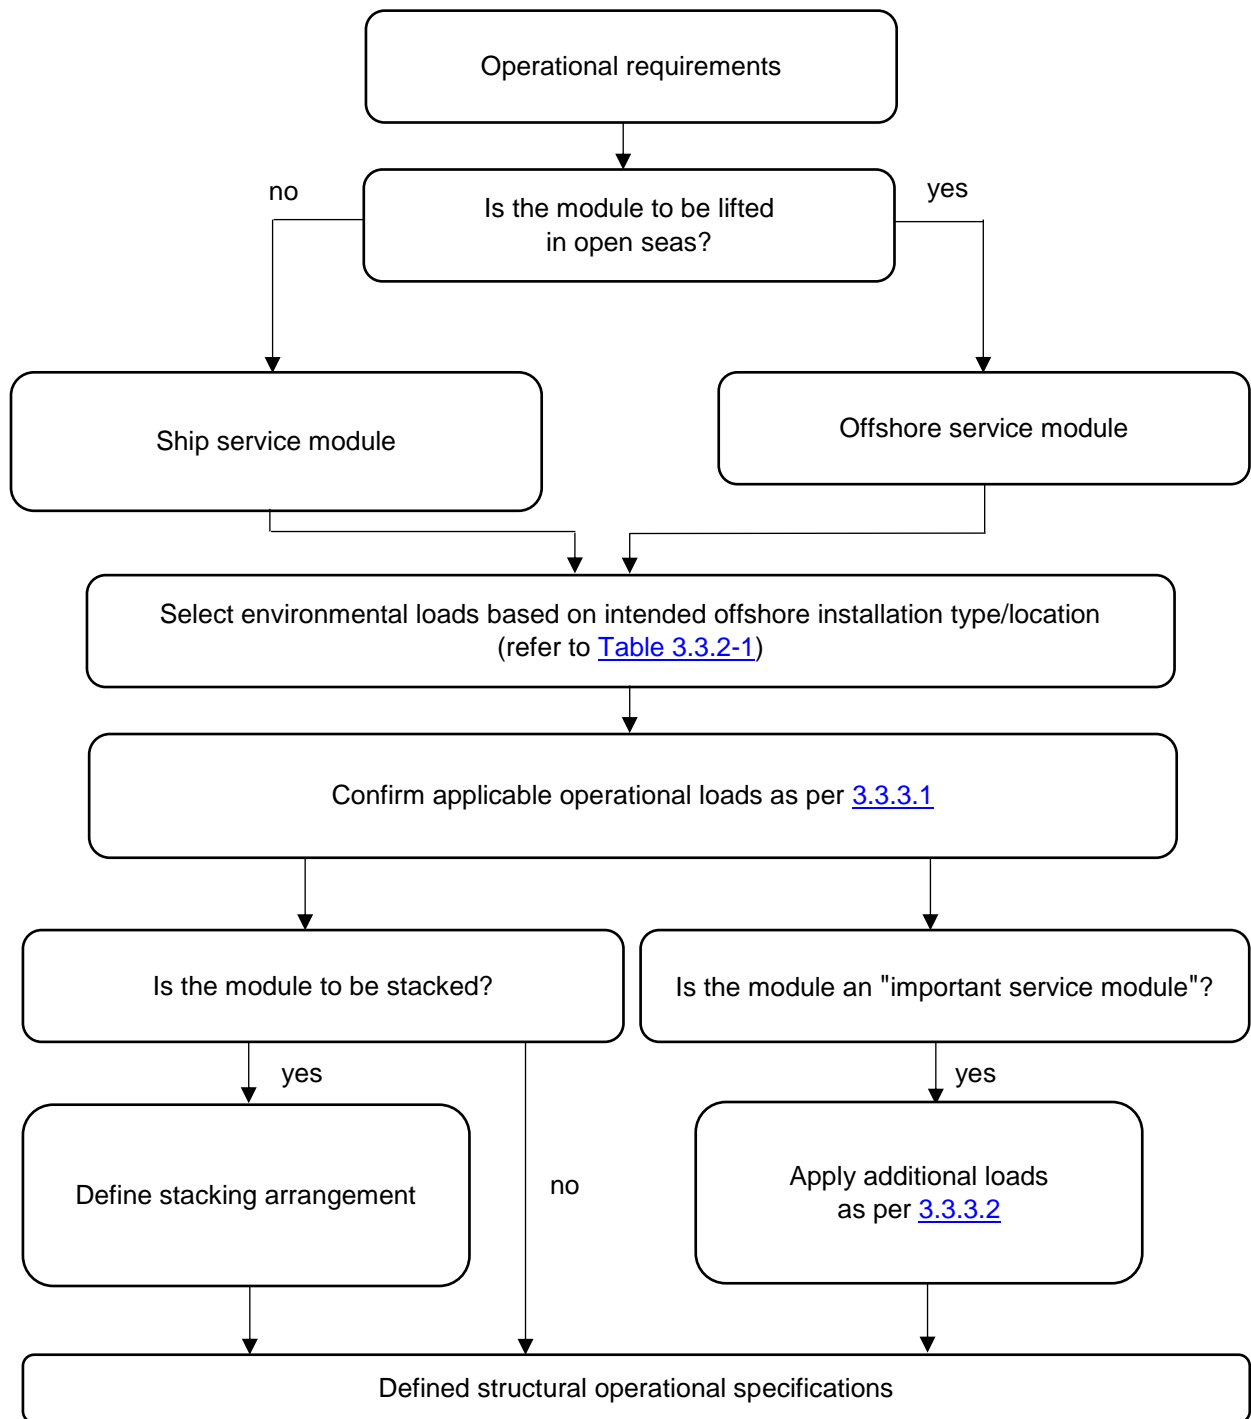 Operational requirements
no
yes
Is the module to be lifted
in open seas?
Ship service module
Offshore service module
Select environmental loads based on intended offshore installation type/location
(refer to Table 3.3.2-1)
Confirm applicable operational loads as per 3.3.3.1
Is the module to be stacked?
Is the module an "important service module"?
yes
yes
Define stacking arrangement
no
Apply additional loads
as per 3.3.3.2
Defined structural operational specifications